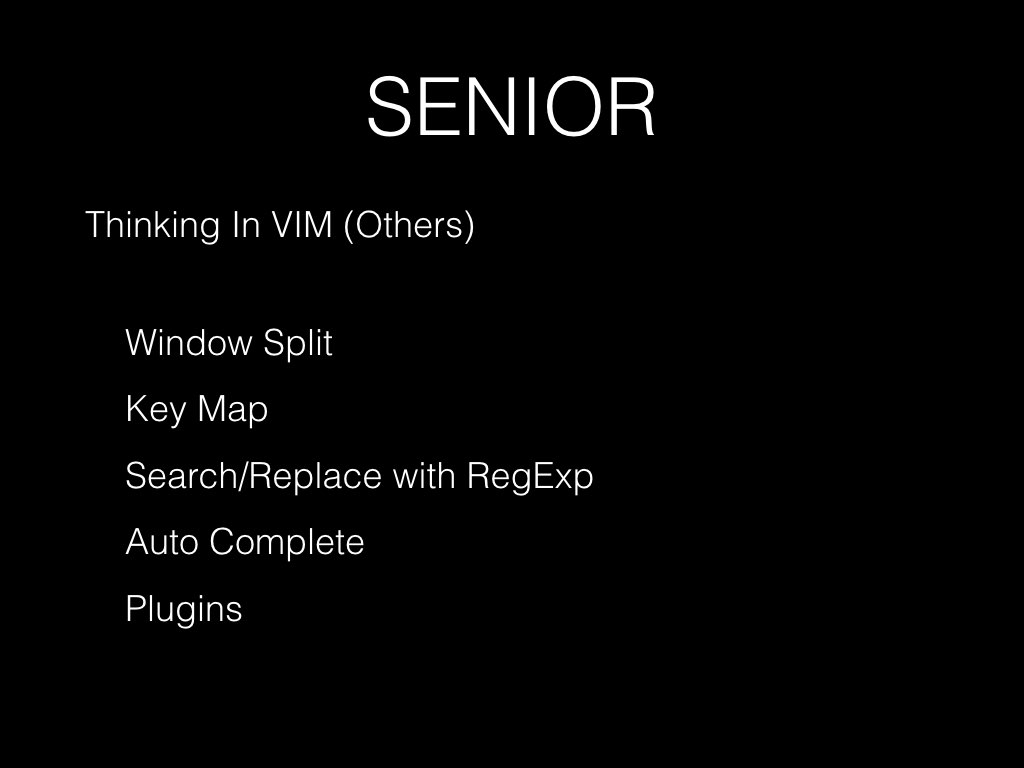 SENIOR
Thinking In VIM (Others)
Window Split
Key Map
Search/Replace with RegExp
Auto Complete
Plugins